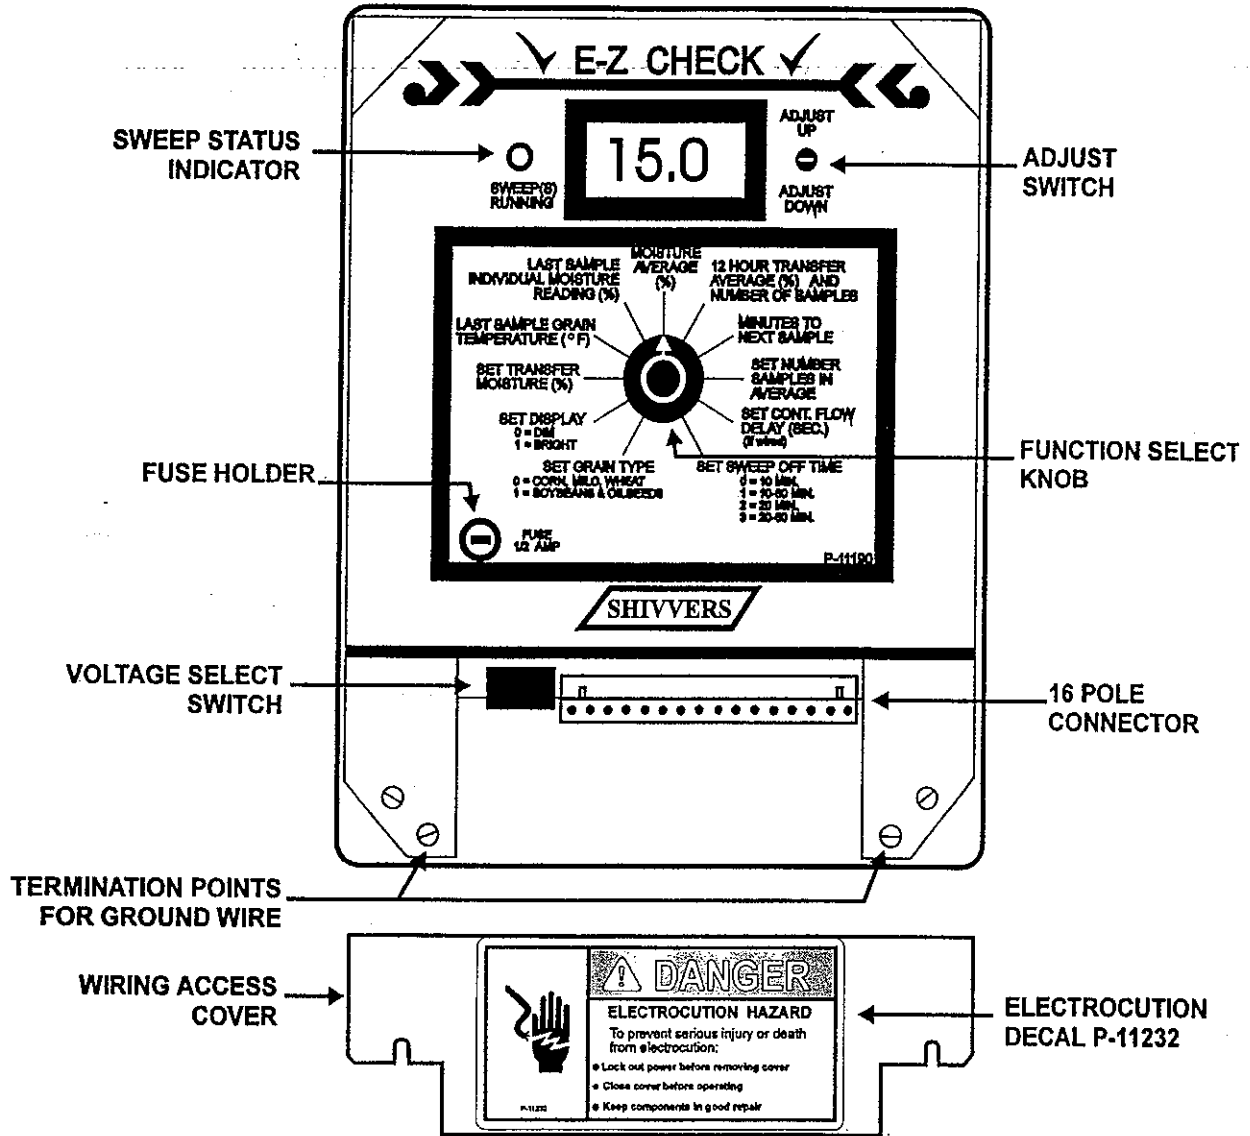 E-Z CHECK
SWEEP STATUS
INDICATOR
SWEEP(S)
RUNNING
15.0
ADJUST
UP
ADJUST
DOWN
ADJUST
SWITCH
MOISTURE
AVERAGE
(%)
LAST SAMPLE
INDIVIDUAL MOISTURE
READING (%)
12 HOUR TRANSFER
AVERAGE (%) AND
NUMBER OF SAMPLES
LAST SAMPLE GRAIN
TEMPERATURE (°F)
MINUTES TO
NEXT SAMPLE
SET TRANSFER
MOISTURE (%)
SET NUMBER
SAMPLES IN
AVERAGE
SET DISPLAY
0 = DIM
1 = BRIGHT
SET CONT. FLOW
DELAY (SEC.)
(if wired)
SET GRAIN TYPE
0 = CORN, MILO, WHEAT
1 = SOYBEANS & OILSEEDS
SET SWEEP OFF TIME
0 = 10 MIN.
1 = 10-60 MIN.
2 = 20 MIN.
3 = 20-60 MIN.
FUNCTION SELECT
KNOB
FUSE HOLDER
FUSE
1/2 AMP
P-11190
SHIVVERS
VOLTAGE SELECT
SWITCH
16 POLE
CONNECTOR
TERMINATION POINTS
FOR GROUND WIRE
WIRING ACCESS
COVER
DANGER
ELECTROCUTION HAZARD
To prevent serious injury or death
from electrocution:
● Lock out power before removing cover
● Close cover before operating
● Keep components in good repair
P-11232
ELECTROCUTION
DECAL P-11232